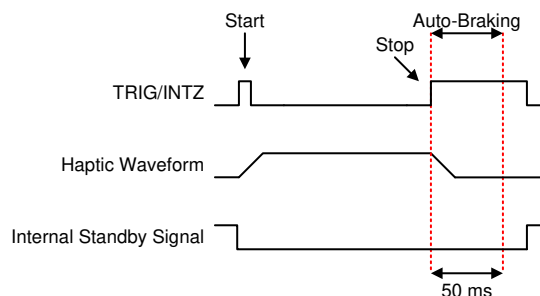 Start
Auto-Braking
Stop
TRIG/INTZ
Haptic Waveform
Internal Standby Signal
50 ms